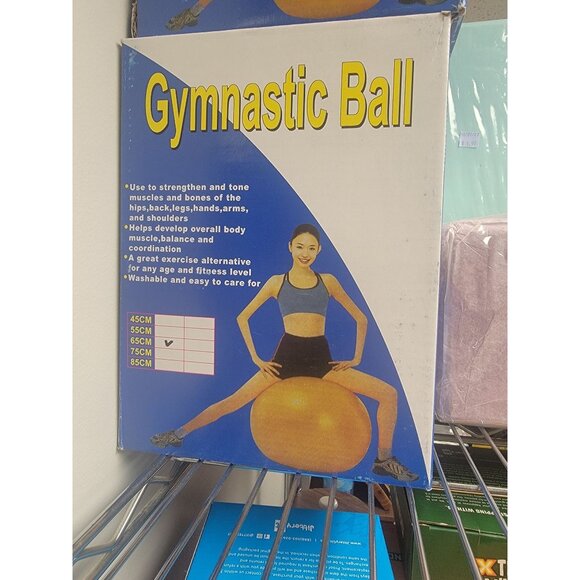 Gymnastic Ball
•Use to strengthen and tone
muscles and bones of the
hips,back,legs,hands,arms,
and shoulders
•Helps develop overall body
muscle,balance and
coordination
•A great exercise alternative
for any age and fitness level
•Washable and easy to care for
45CM
55CM
65CM
75CM
85CM
Jitterv